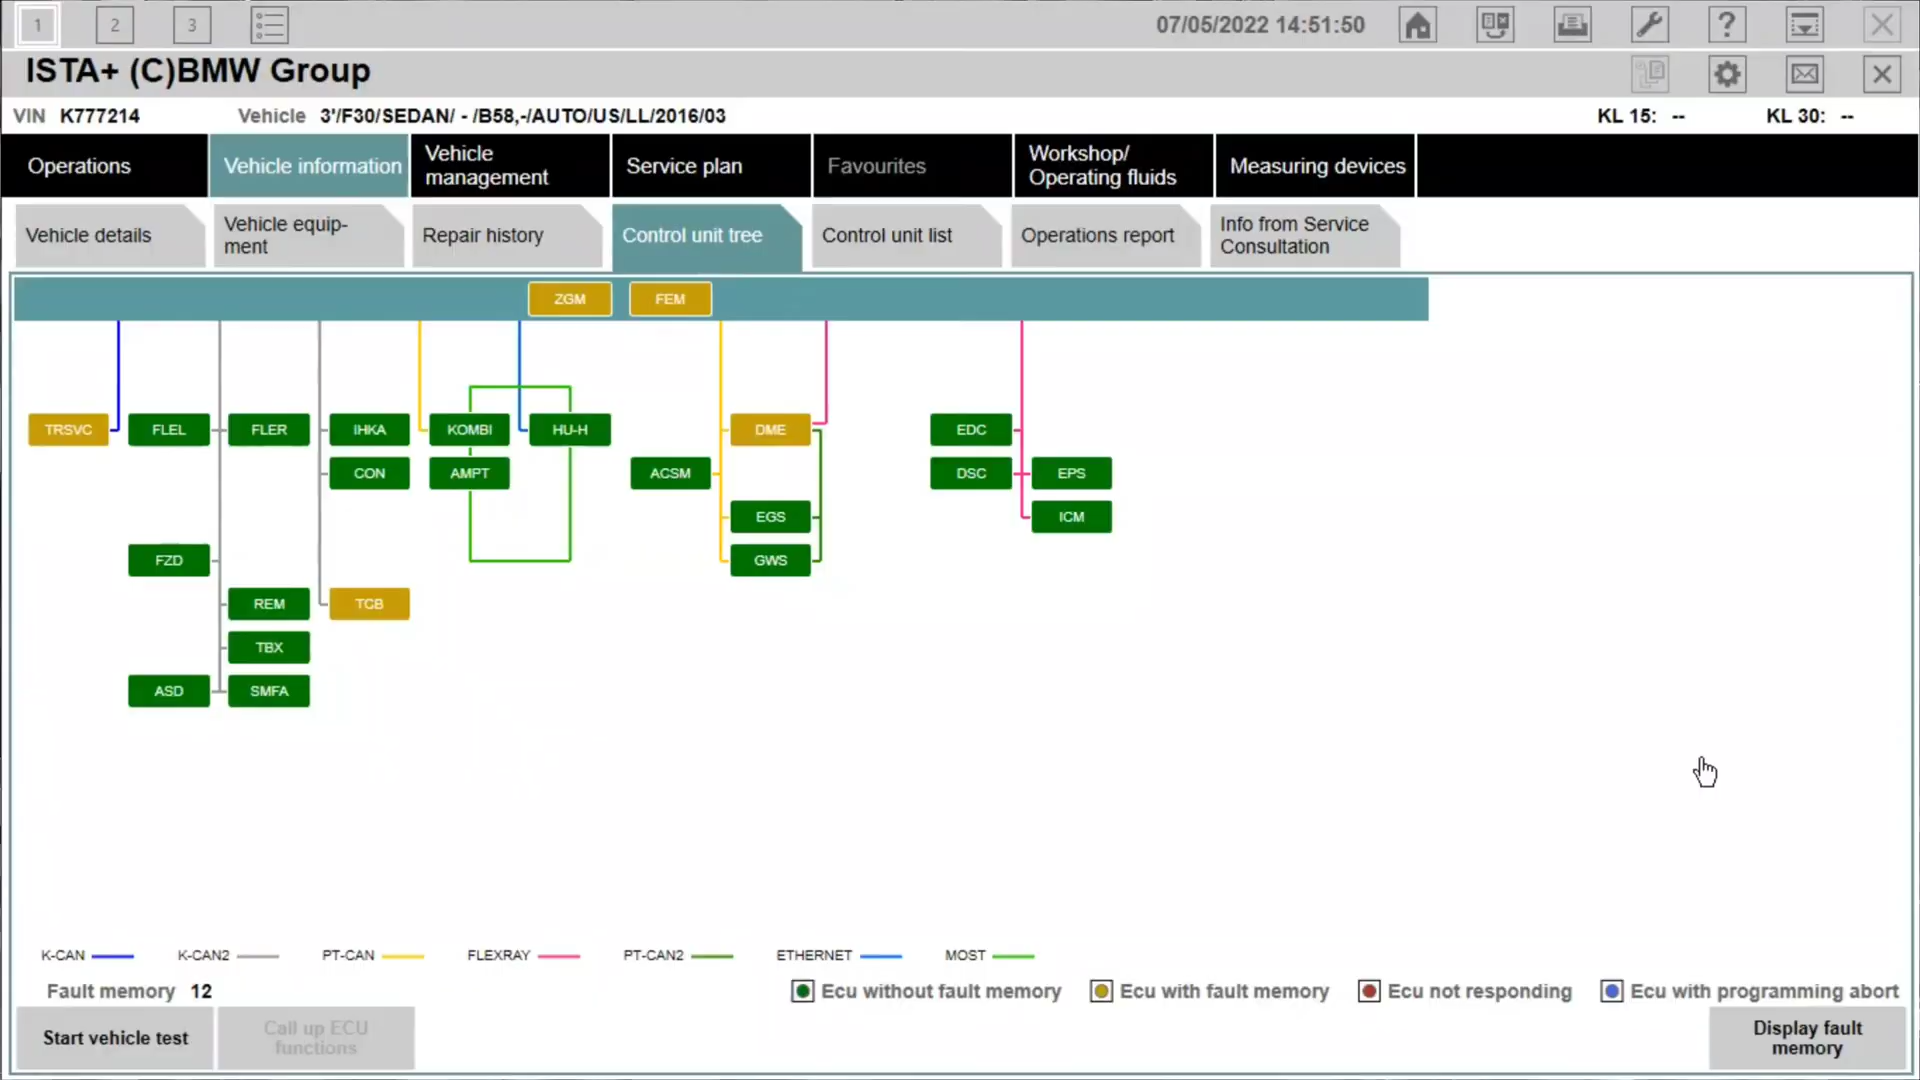 1 2 3 07/05/2022 14:51:50 ?
ISTA+ (C)BMW Group
VIN K777214 Vehicle 3'/F30/SEDAN/ - /B58,-/AUTO/US/LL/2016/03 KL 15: -- KL 30: --
Operations
Vehicle information
Vehicle
management
Service plan
Favourites
Workshop/
Operating fluids
Measuring devices
Vehicle details
Vehicle equip-
ment
Repair history
Control unit tree
Control unit list
Operations report
Info from Service
Consultation
ZGM FEM
TRSVC FLEL FLER IHKA KOMBI HU-H DME EDC
CON AMPT ACSM DSC EPS
EGS ICM
FZD GWS
REM TCB
TBX
ASD SMFA
K-CAN K-CAN2 PT-CAN FLEXRAY PT-CAN2 ETHERNET MOST
Fault memory 12 Ecu without fault memory Ecu with fault memory Ecu not responding Ecu with programming abort
Start vehicle test
Call up ECU
functions
Display fault
memory